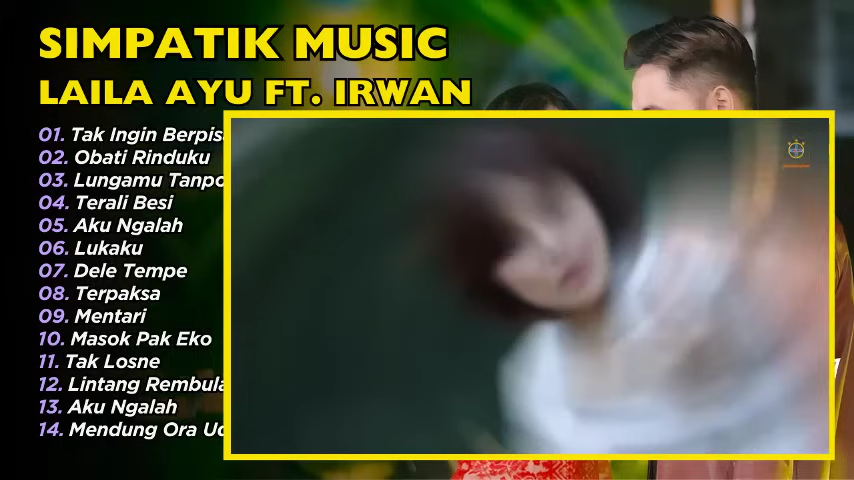 SIMPATIK MUSIC
LAILA AYU FT. IRWAN
01. Tak Ingin Berpis
02. Obati Rinduku
03. Lungamu Tanpo
04. Terali Besi
05. Aku Ngalah
06. Lukaku
07. Dele Tempe
08. Terpaksa
09. Mentari
10. Masok Pak Eko
11. Tak Losne
12. Lintang Rembula
13. Aku Ngalah
14. Mendung Ora Ud